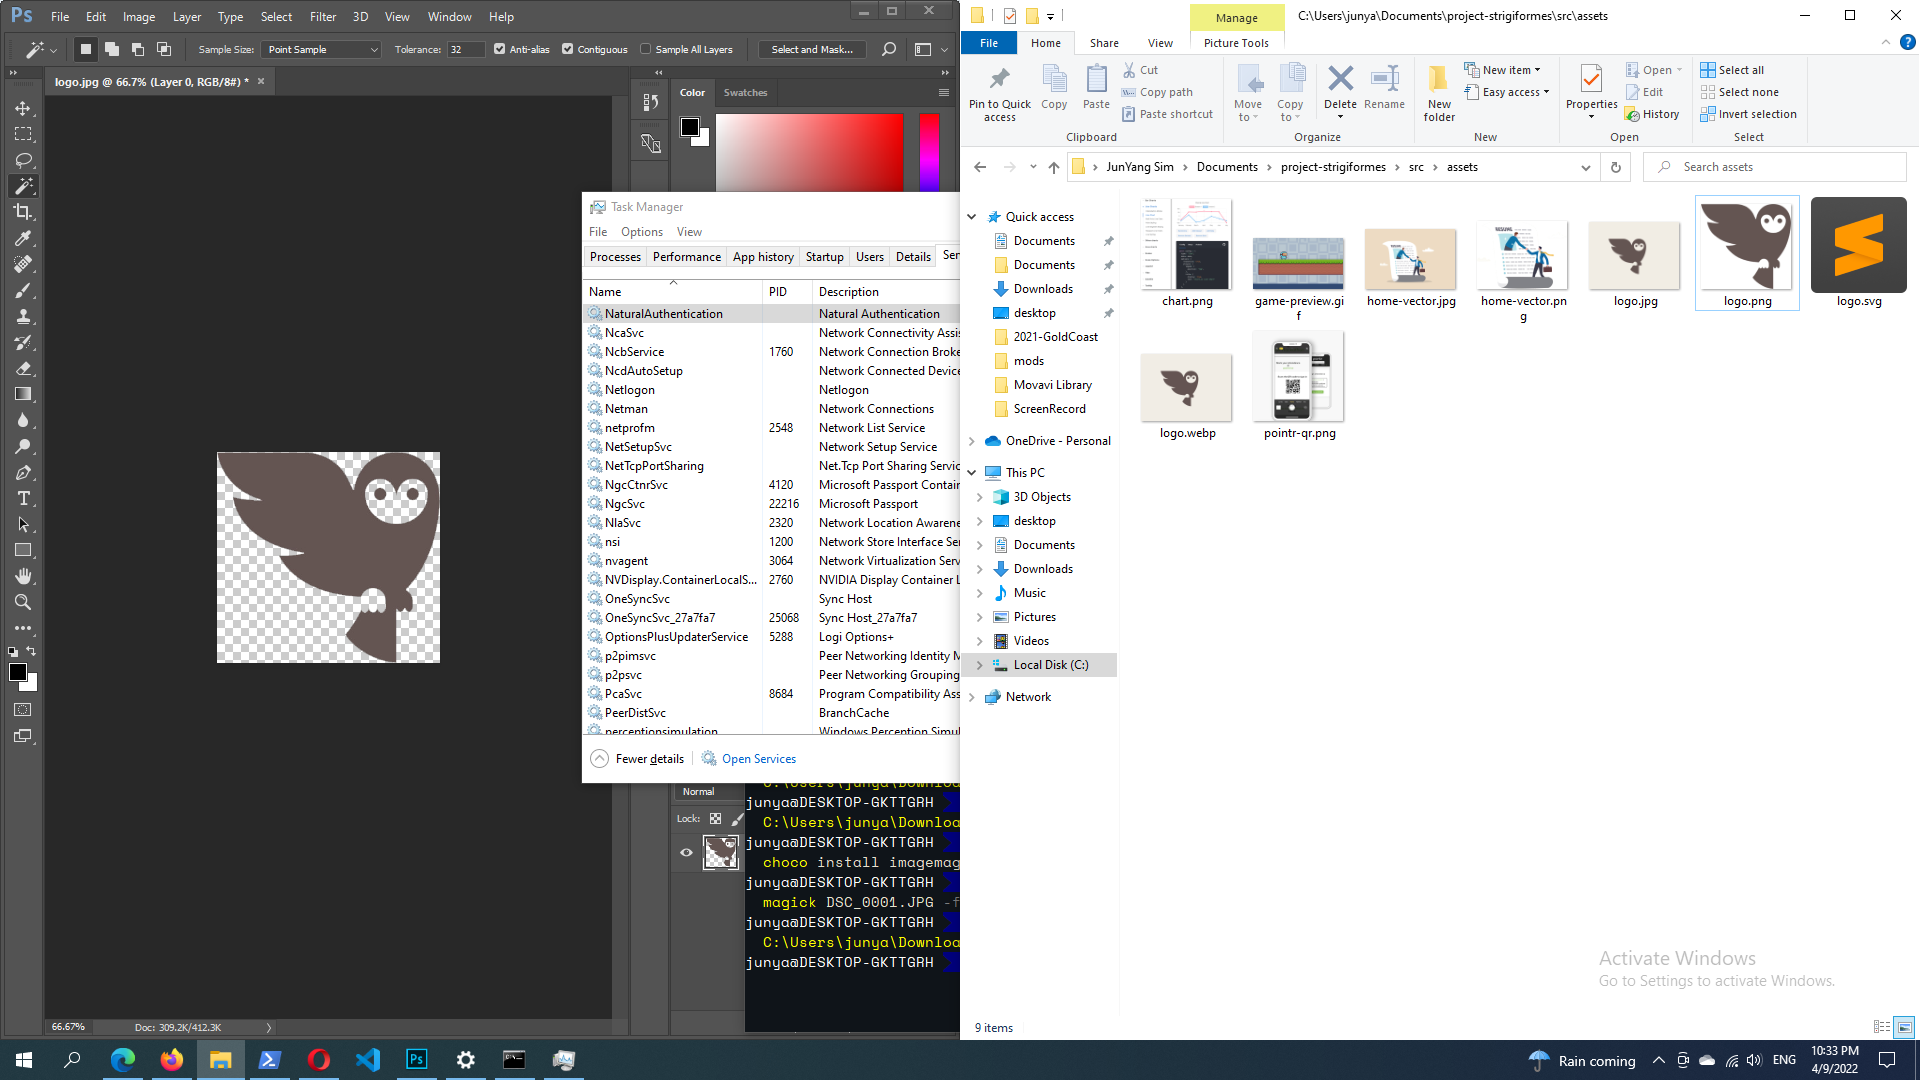 Ps File Edit Image Layer Type Select Filter 3D View Window Help
Sample Size: Point Sample Tolerance: 32 Anti-alias Contiguous Sample All Layers Select and Mask...
logo.jpg @ 66.7% (Layer 0, RGB/8#) *
Color Swatches
66.67% Doc: 309.2K/412.3K
Task Manager
File Options View
Processes Performance App history Startup Users Details
Name PID Description
NaturalAuthentication Natural Authentication
NcaSvc Network Connectivity Assis
NcbService 1760 Network Connection Broke
NcdAutoSetup Network Connected Device
Netlogon Netlogon
Netman Network Connections
netprofm 2548 Network List Service
NetSetupSvc Network Setup Service
NetTcpPortSharing Net.Tcp Port Sharing Servic
NgcCtnrSvc 4120 Microsoft Passport Contain
NgcSvc 22216 Microsoft Passport
NlaSvc 2320 Network Location Awarene
nsi 1200 Network Store Interface Ser
nvagent 3064 Network Virtualization Serv
NVDisplay.ContainerLocalS... 2760 NVIDIA Display Container L
OneSyncSvc Sync Host
OneSyncSvc_27a7fa7 25068 Sync Host_27a7fa7
OptionsPlusUpdaterService 5288 Logi Options+
p2pimsvc Peer Networking Identity M
p2psvc Peer Networking Grouping
PcaSvc 8684 Program Compatibility Ass
PeerDistSvc BranchCache
perceptionsimulation Windows Perception Simul
Fewer details Open Services
Normal
Lock:
C:\Users\junya\Downloa
junya@DESKTOP-GKTTGRH
C:\Users\junya\Downloa
junya@DESKTOP-GKTTGRH
choco install imagemag
junya@DESKTOP-GKTTGRH
magick DSC_0001.JPG -f
junya@DESKTOP-GKTTGRH
C:\Users\junya\Downloa
junya@DESKTOP-GKTTGRH
Manage C:\Users\junya\Documents\project-strigiformes\src\assets
File Home Share View Picture Tools
Pin to Quick access
Copy
Paste
Cut
Copy path
Paste shortcut
Clipboard
Move to
Copy to
Delete
Rename
Organize
New folder
New item
Easy access
New
Properties
Open
Edit
History
Open
Select all
Select none
Invert selection
Select
JunYang Sim Documents project-strigiformes src assets Search assets
Quick access
Documents
Documents
Downloads
desktop
2021-GoldCoast
mods
Movavi Library
ScreenRecord
OneDrive - Personal
This PC
3D Objects
desktop
Documents
Downloads
Music
Pictures
Videos
Local Disk (C:)
Network
chart.png
game-preview.gi
f
home-vector.jpg
home-vector.pn
g
logo.jpg
logo.png
logo.svg
logo.webp
pointr-qr.png
Activate Windows
Go to Settings to activate Windows.
9 items
Rain coming ENG 10:33 PM
4/9/2022